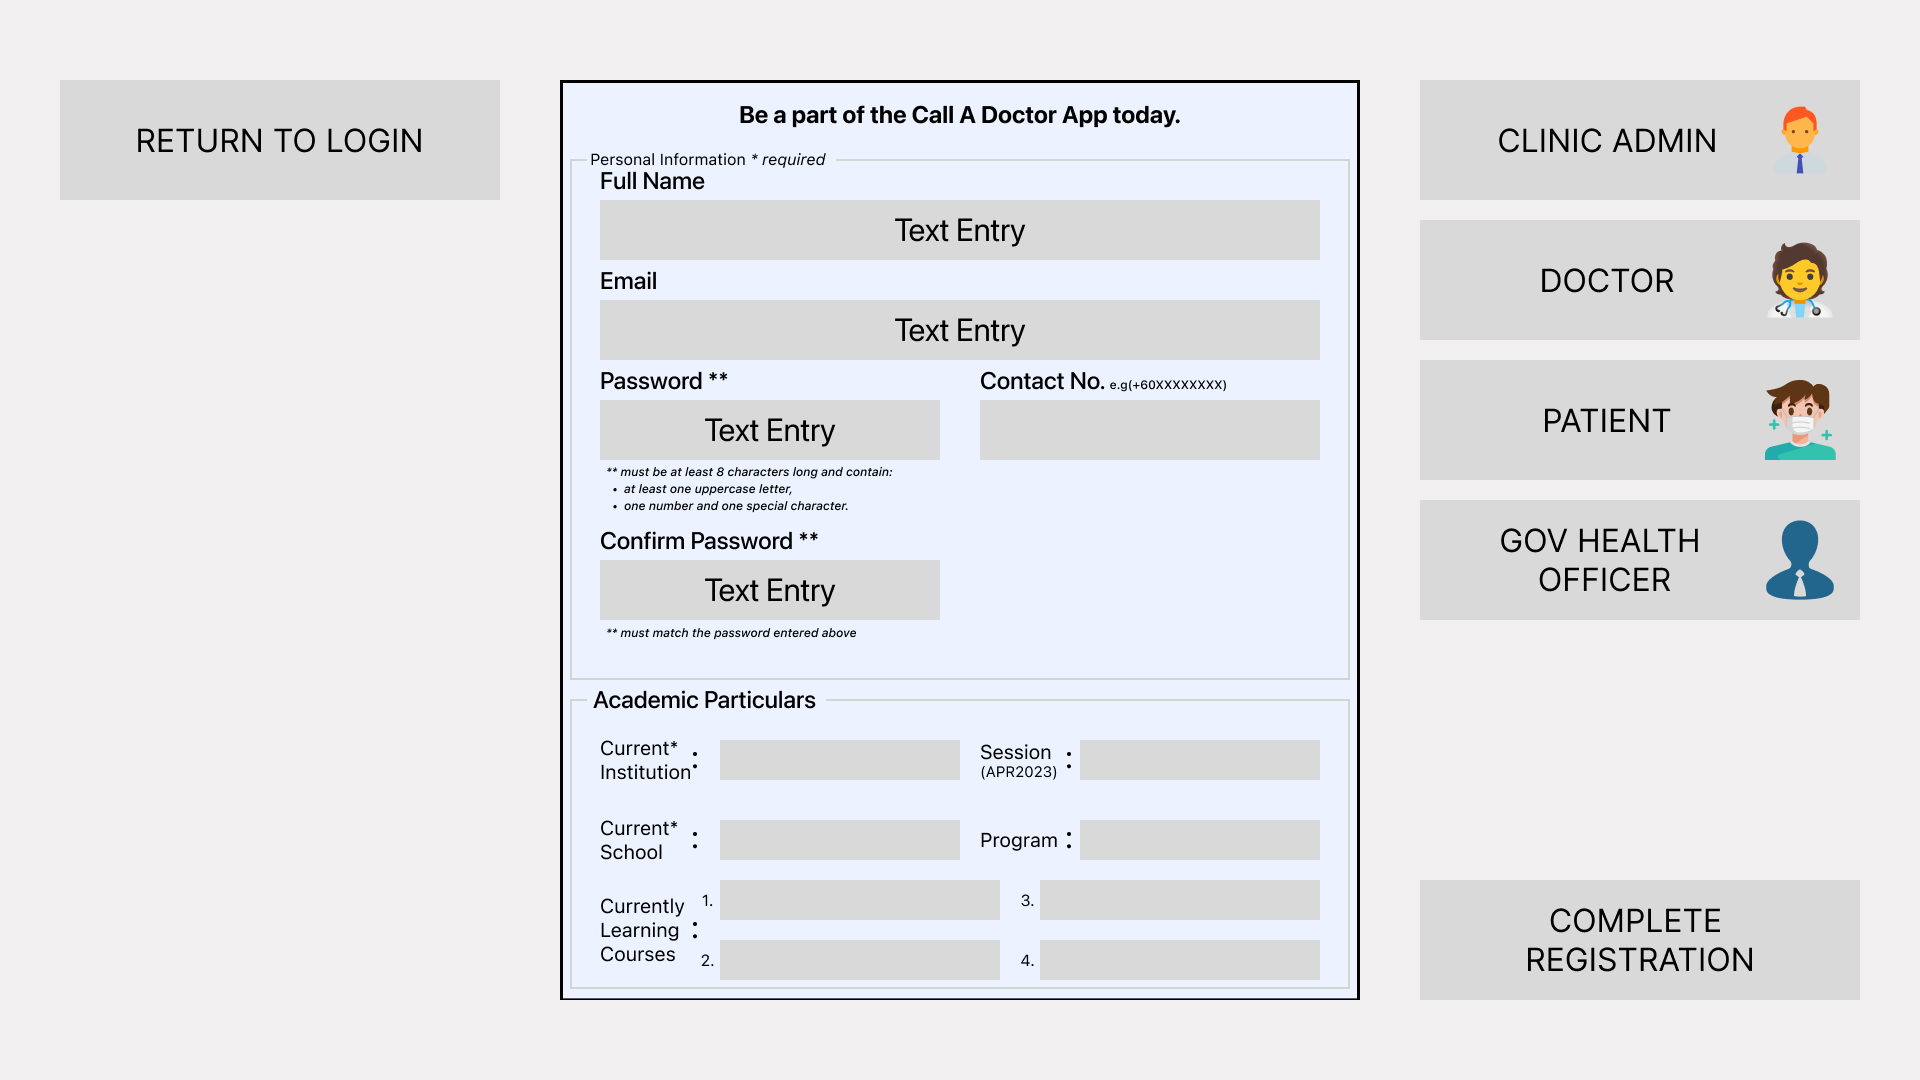 RETURN TO LOGIN
Be a part of the Call A Doctor App today.
Personal Information * required
Full Name
Text Entry
Email
Text Entry
Password **
Contact No. e.g(+60XXXXXXXX)
Text Entry
** must be at least 8 characters long and contain:
• at least one uppercase letter,
• one number and one special character.
Confirm Password **
Text Entry
** must match the password entered above
Academic Particulars
Current*
Institution
:
Session
(APR2023)
:
Current*
School
:
Program :
Currently
Learning
Courses
:
1.
2.
3.
4.
CLINIC ADMIN
DOCTOR
PATIENT
GOV HEALTH
OFFICER
COMPLETE
REGISTRATION